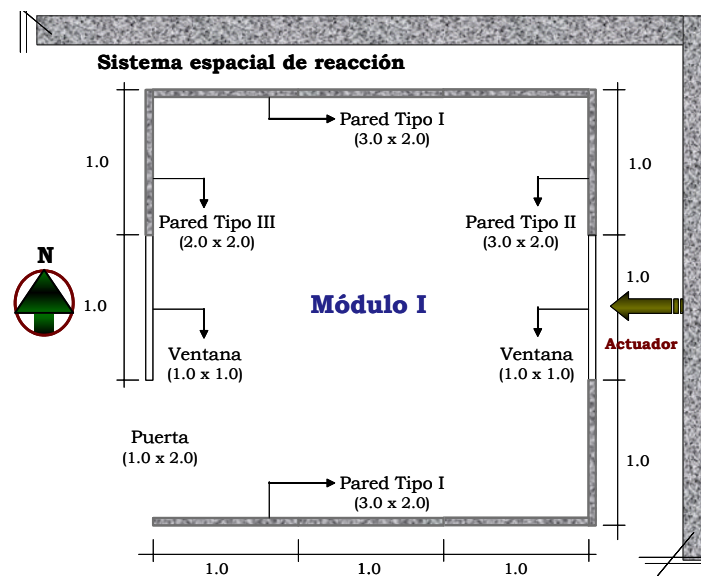 Sistema espacial de reacción
Pared Tipo I
(3.0 x 2.0)
1.0
1.0
Pared Tipo III
(2.0 x 2.0)
Pared Tipo II
(3.0 x 2.0)
N
1.0
Módulo I
1.0
Actuador
Ventana
(1.0 x 1.0)
Ventana
(1.0 x 1.0)
Puerta
(1.0 x 2.0)
1.0
Pared Tipo I
(3.0 x 2.0)
1.0
1.0
1.0